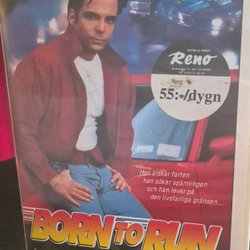 Reno
55:-/dygn
Han älskar farten
han söker spänningen
och han lever på
den livsfarliga gränsen...
BORN TO RUN